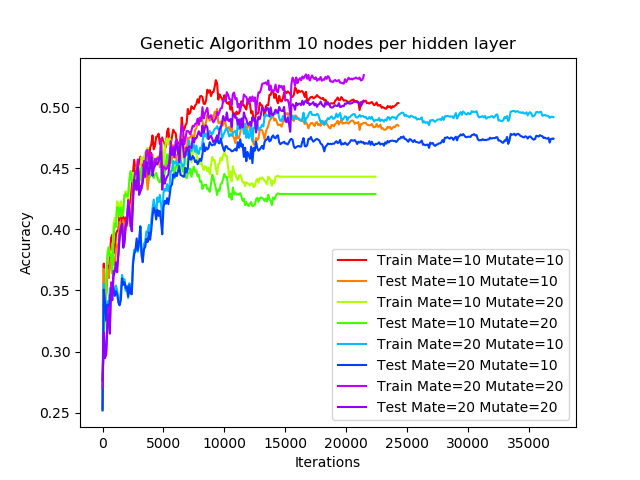 Genetic Algorithm 10 nodes per hidden layer
Accuracy
0.50
0.45
0.40
0.35
0.30
0.25
Train Mate=10 Mutate=10
Test Mate=10 Mutate=10
Train Mate=10 Mutate=20
Test Mate=10 Mutate=20
Train Mate=20 Mutate=10
Test Mate=20 Mutate=10
Train Mate=20 Mutate=20
Test Mate=20 Mutate=20
0 5000 10000 15000 20000 25000 30000 35000
Iterations